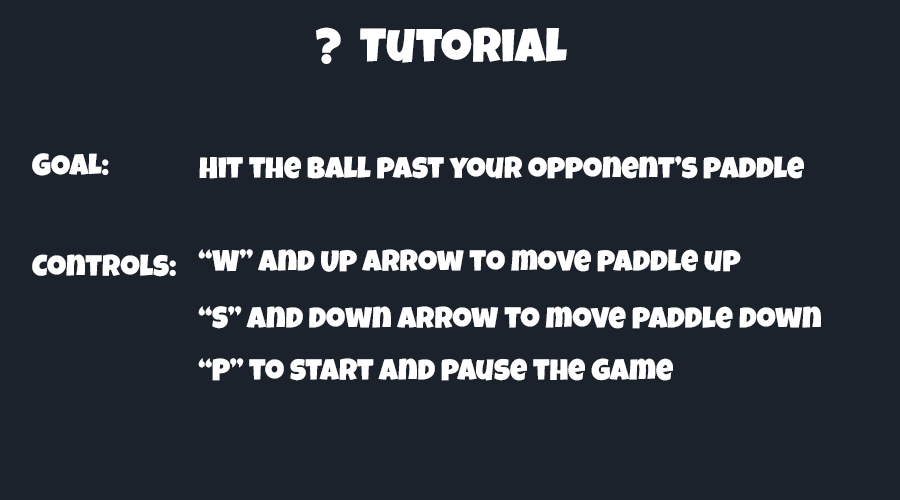 ? TUTORIAL
GOAL: HIT THE BALL PAST YOUR OPPONENT’S PADDLE
CONTROLS: “W” AND UP ARROW TO MOVE PADDLE UP
“S” AND DOWN ARROW TO MOVE PADDLE DOWN
“P” TO START AND PAUSE THE GAME